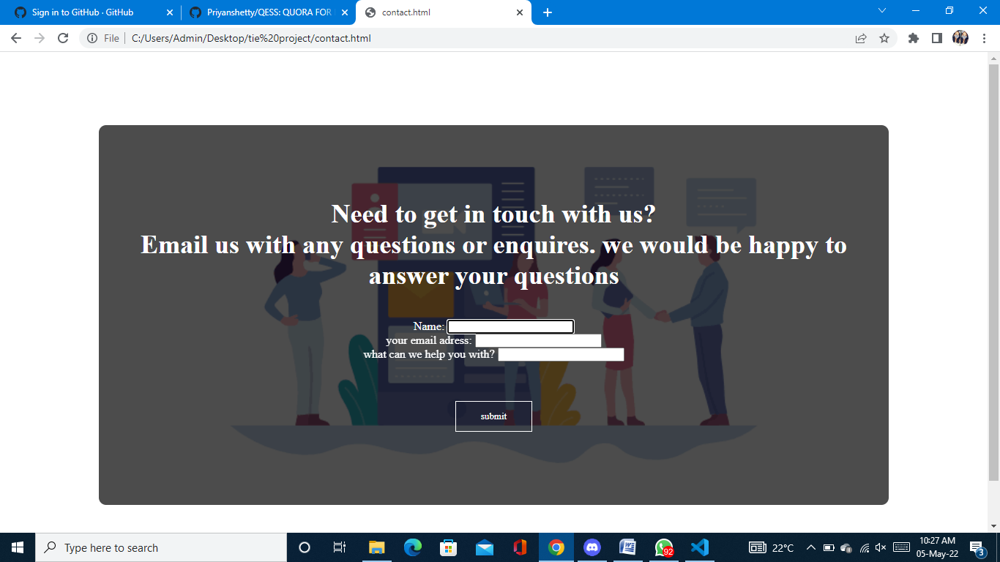 Sign in to GitHub · GitHub
Priyanshetty/QESS: QUORA FOR
contact.html
File
C:/Users/Admin/Desktop/tie%20project/contact.html
Need to get in touch with us?
Email us with any questions or enquires. we would be happy to
answer your questions
Name:
your email adress:
what can we help you with?
submit
Type here to search
92
22°C
10:27 AM
05-May-22
3